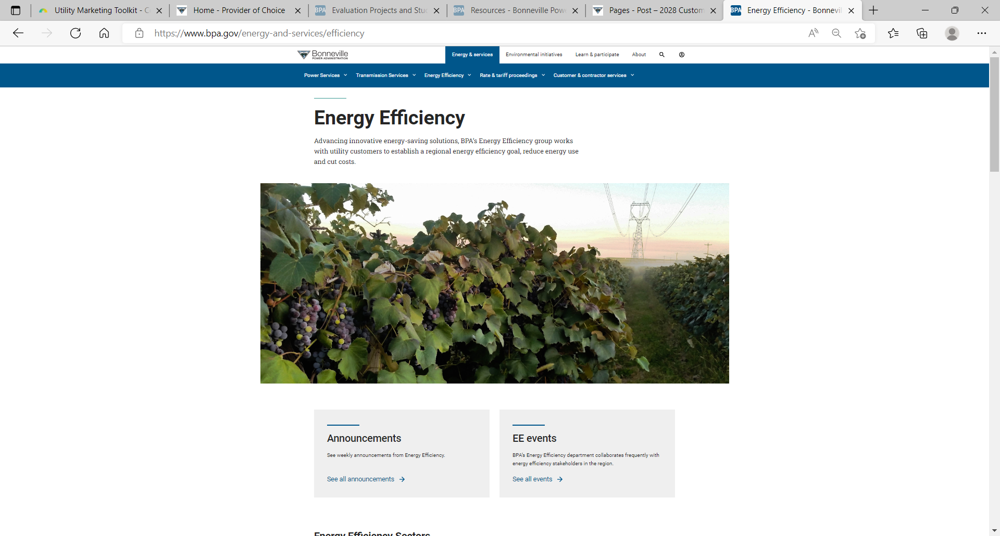 Utility Marketing Toolkit - C
Home - Provider of Choice
BPA Evaluation Projects and Stu
BPA Resources - Bonneville Pow
Pages - Post – 2028 Custom
BPA Energy Efficiency - Bonnevil
https://www.bpa.gov/energy-and-services/efficiency
Bonneville
POWER ADMINISTRATION
Energy & services
Environmental initiatives
Learn & participate
About
Power Services
Transmission Services
Energy Efficiency
Rate & tariff proceedings
Customer & contractor services
Energy Efficiency
Advancing innovative energy-saving solutions, BPA's Energy Efficiency group works
with utility customers to establish a regional energy efficiency goal, reduce energy use
and cut costs.
Announcements
See weekly announcements from Energy Efficiency.
See all announcements
EE events
BPA's Energy Efficiency department collaborates frequently with
energy efficiency stakeholders in the region.
See all events
Energy Efficiency Sectors